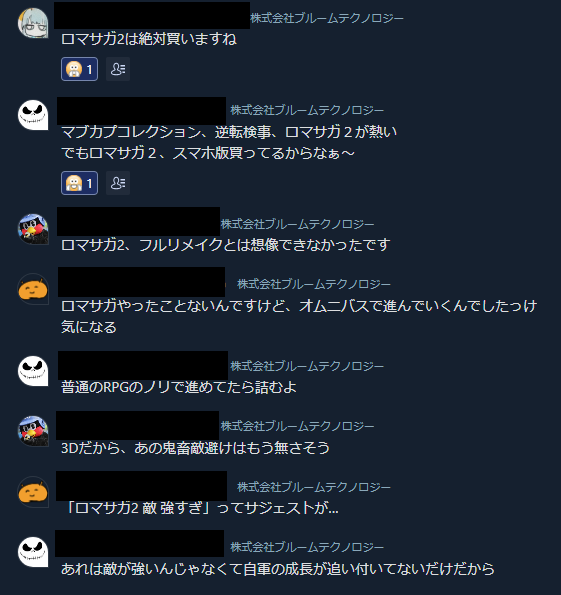 株式会社ブルームテクノロジー
ロマサガ2は絶対買いますね
1
株式会社ブルームテクノロジー
マブカプコレクション、逆転検事、ロマサガ２が熱い
でもロマサガ２、スマホ版買ってるからなぁ～
1
株式会社ブルームテクノロジー
ロマサガ2、フルリメイクとは想像できなかったです
株式会社ブルームテクノロジー
ロマサガやったことないんですけど、オムニバスで進んでいくんでしたっけ
気になる
株式会社ブルームテクノロジー
普通のRPGのノリで進めてたら詰むよ
株式会社ブルームテクノロジー
3Dだから、あの鬼畜敵避けはもう無さそう
株式会社ブルームテクノロジー
「ロマサガ2 敵 強すぎ」ってサジェストが...
株式会社ブルームテクノロジー
あれは敵が強いんじゃなくて自軍の成長が追い付いてないだけだから